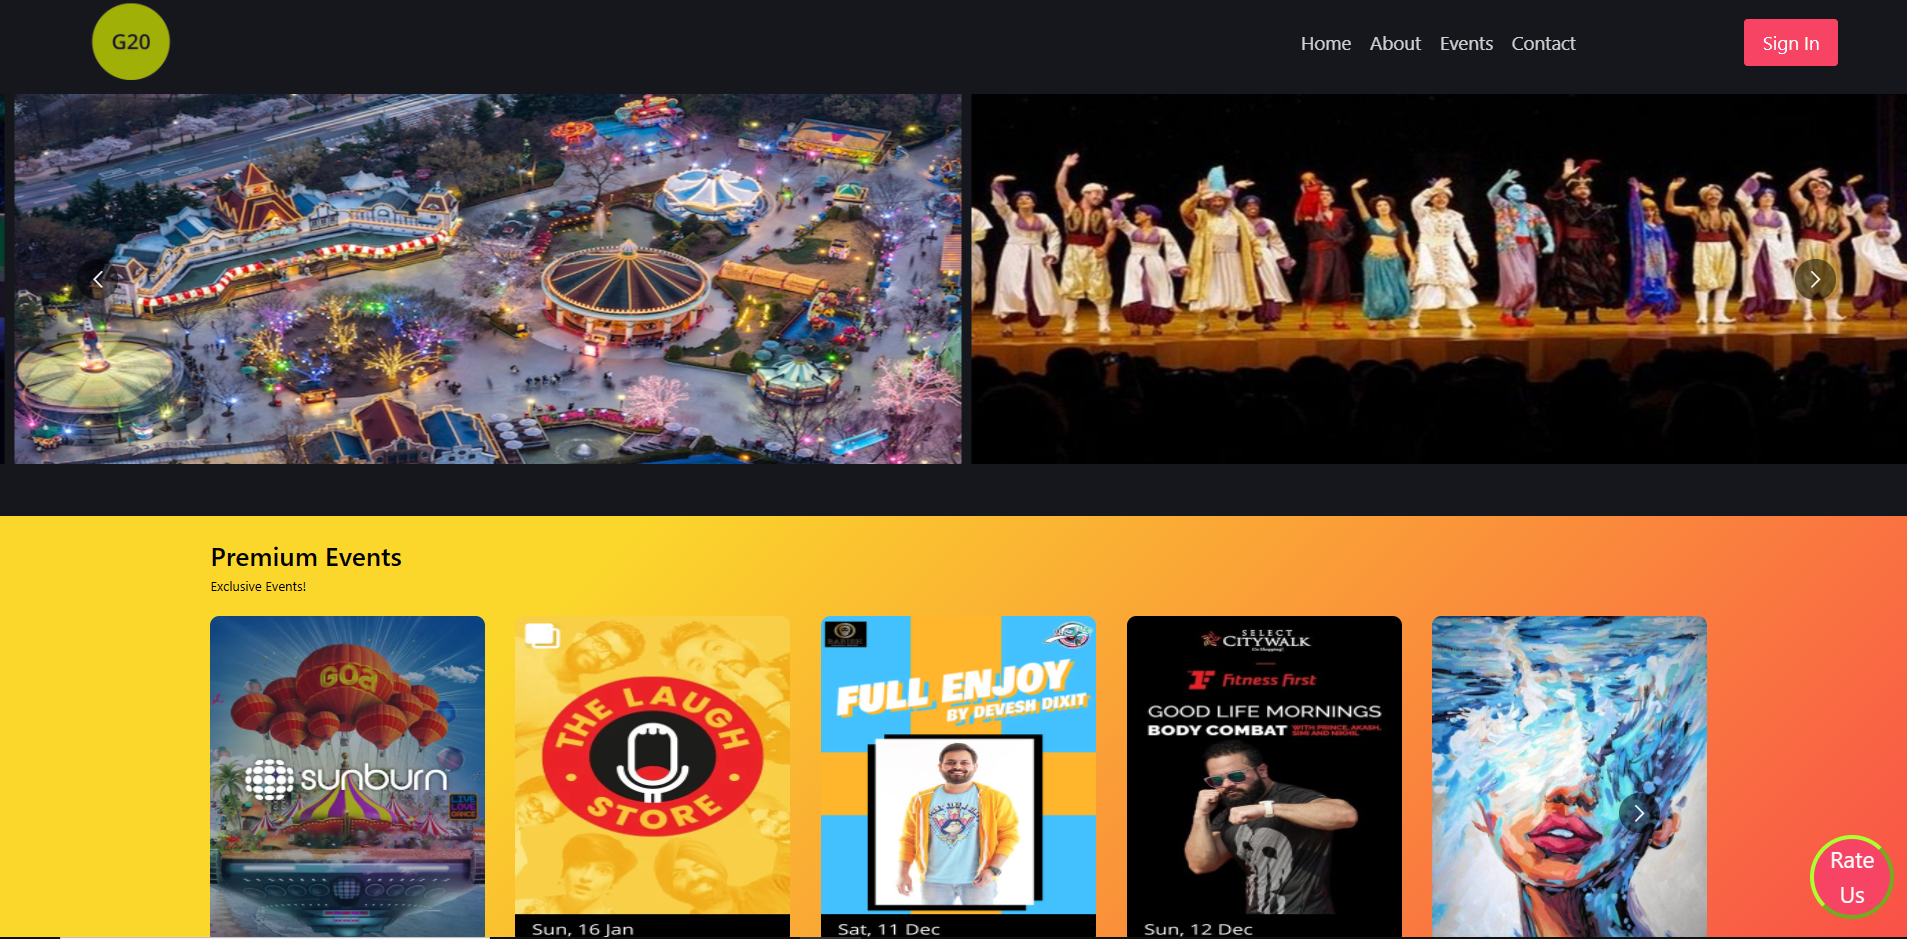 G20
Home About Events Contact
Sign In
Premium Events
Exclusive Events!
GOa
sunburn
LIVE
LOVE
DANCE
THE LAUGH
STORE
Sun, 16 Jan
FULL ENJOY
BY DEVESH DIXIT
Sat, 11 Dec
SELECT
CITYWALK
Go Shopping!
Fitness First
GOOD LIFE MORNINGS
BODY COMBAT WITH PRINCE, AKASH,
SIMI AND NIKHIL
Sun, 12 Dec
Rate
Us